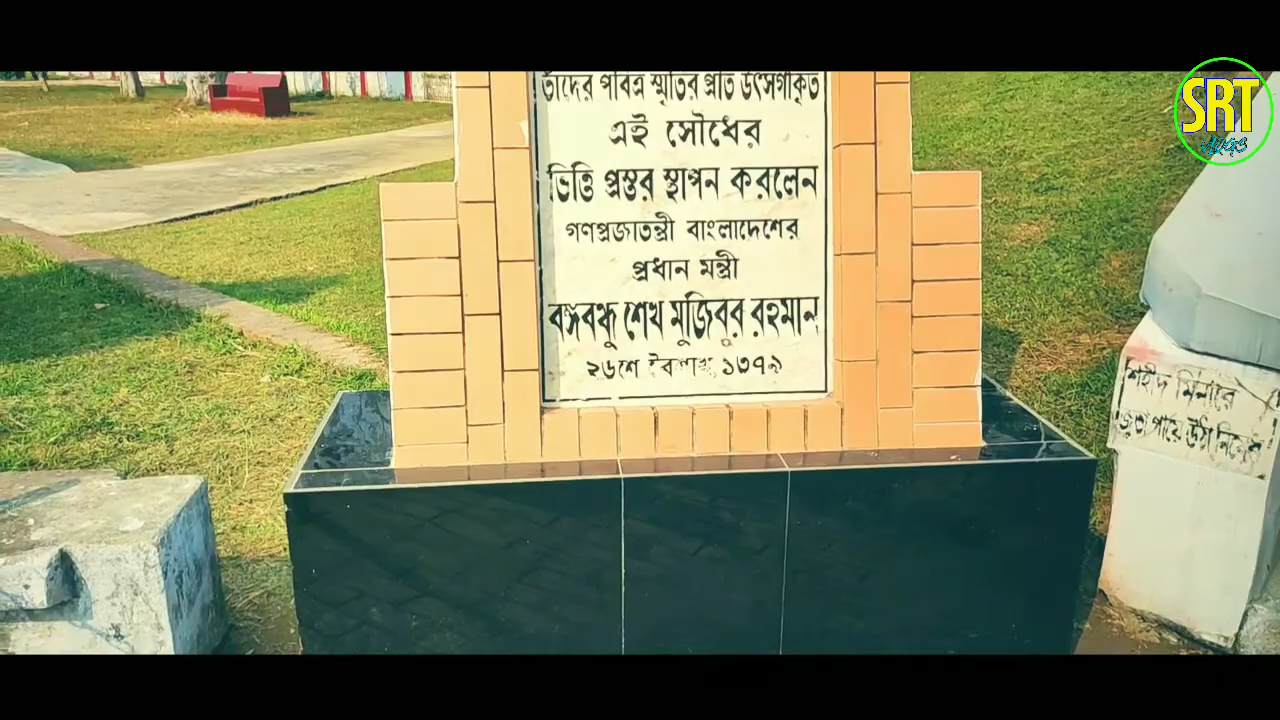 তাঁদের পবিত্র স্মৃতির প্রতি উৎসর্গীকৃত
এই সৌধের
ভিত্তি প্রস্তর স্থাপন করলেন
গণপ্রজাতন্ত্রী বাংলাদেশের
প্রধান মন্ত্রী
বঙ্গবন্ধু শেখ মুজিবুর রহমান
২৬শে বৈশাখ ১৩৭৯
শহীদ মিনারে
জুতা পায়ে উঠা নিষেধ
SRT